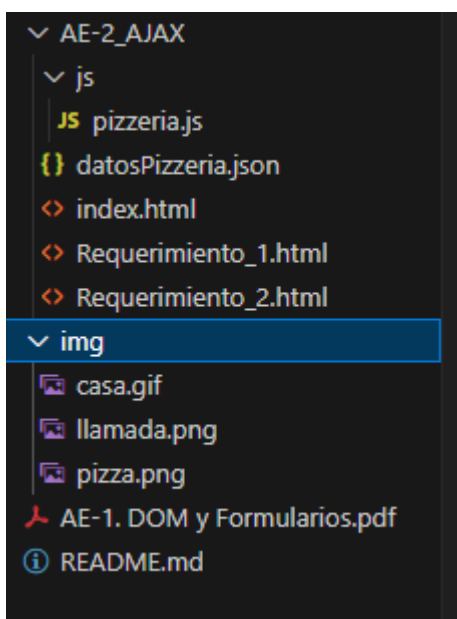 AE-2_AJAX
js
JS pizzeria.js
{} datosPizzeria.json
<> index.html
<> Requerimiento_1.html
<> Requerimiento_2.html
img
casa.gif
llamada.png
pizza.png
AE-1. DOM y Formularios.pdf
README.md